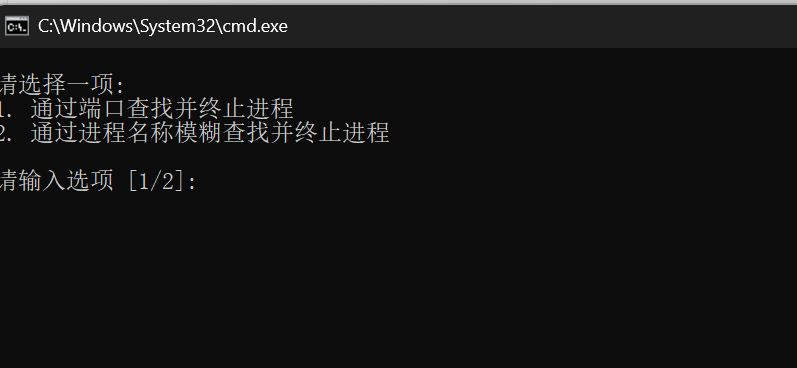 C:\Windows\System32\cmd.exe
请选择一项:
1. 通过端口查找并终止进程
2. 通过进程名称模糊查找并终止进程
请输入选项 [1/2]: